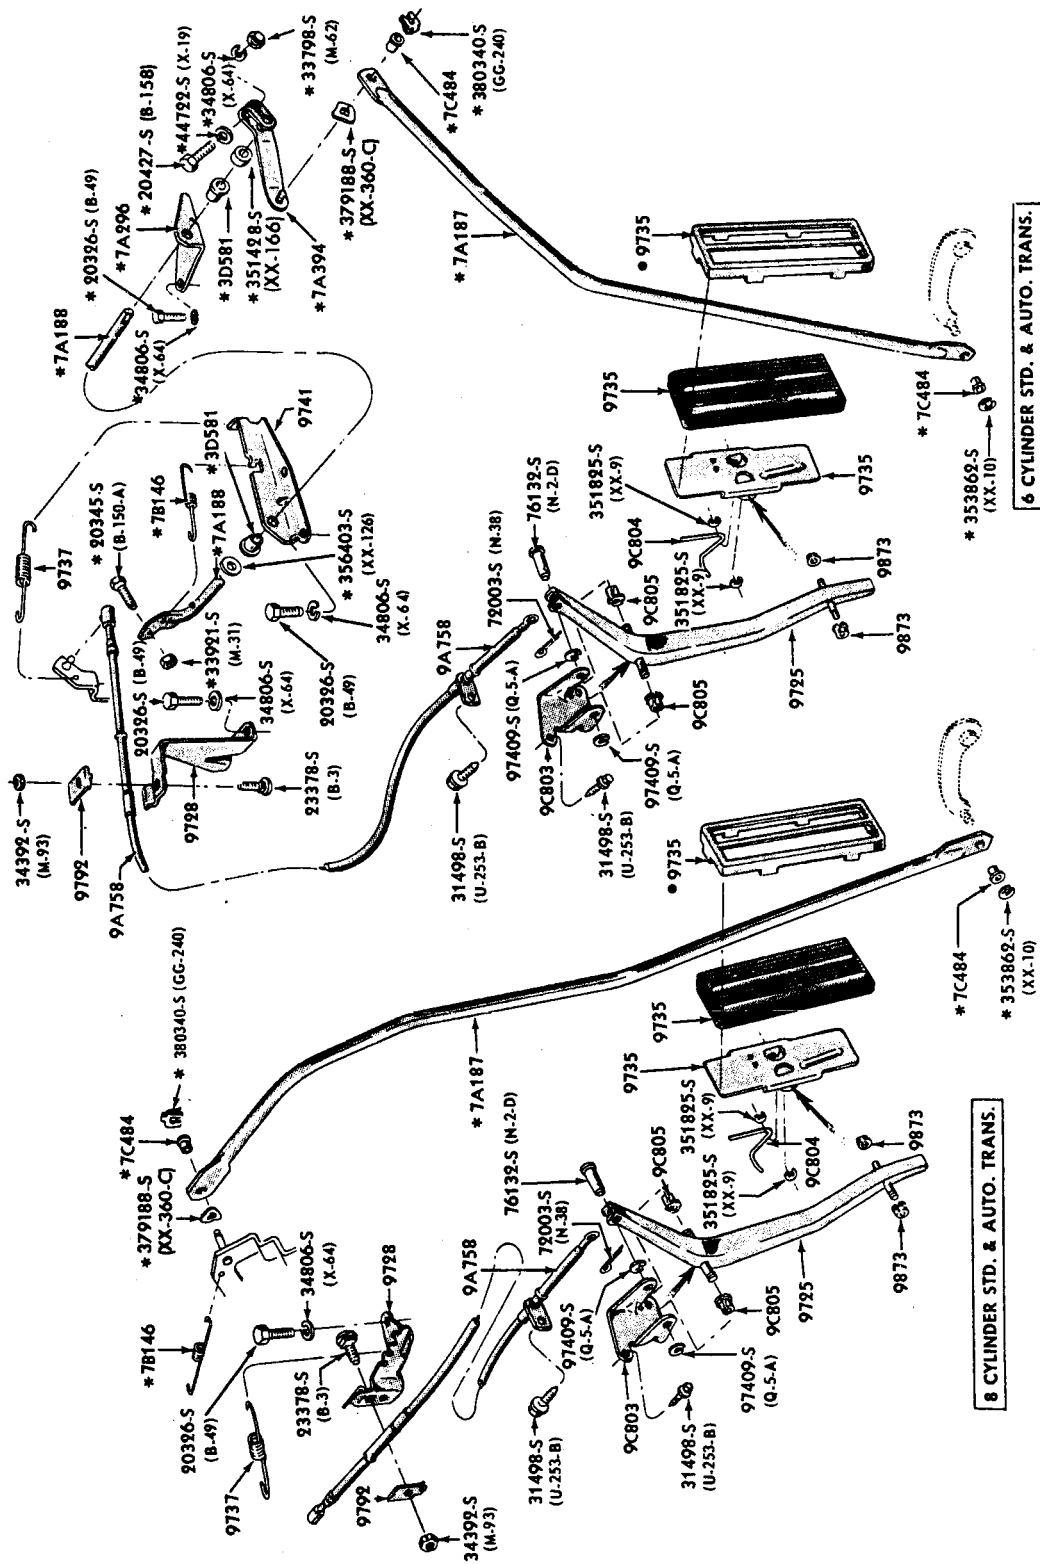 * 33798-S
(M-62)
*34806-S
(X-64)
*44722-S (X-19)
* 20427-S (B-158)
* 20326-S (B-49)
*7A296
*7A188
*34806-S
(X-64)
*3D581
*351428-S
(XX-166)
*7A394
*379188-S
(XX-360-C)
*7C484
* 380340-S
(GG-240)
*7A187
9737
* 20345-S
(B-150-A)
*7B146
*3D581
9741
*7A188
* 356403-S
(XX-126)
34806-S
(X-64)
20326-S
(B-49)
*33921-S
(M-31)
20326-S (B-49)
34806-S
(X-64)
34392-S
(M-93)
9792
9A758
9728
23378-S
(B-3)
9A758
31498-S
(U-253-B)
72003-S (N-38)
76132-S
(N-2-D)
97409-S (Q-5-A)
9C803
31498-S
(U-253-B)
97409-S
(Q-5-A)
9C805
9C805
351825-S
(XX-9)
9C804
351825-S
(XX-9)
9735
● 9735
9735
9873
9873
9725
* 7C484
* 353862-S
(XX-10)
6 CYLINDER STD. & AUTO. TRANS.
* 380340-S (GG-240)
*7C484
*379188-S
(XX-360-C)
*7B146
20326-S
(B-49)
34806-S
(X-64)
9737
23378-S
(B-3)
9728
9792
34392-S
(M-93)
9A758
*7A187
76132-S (N-2-D)
72003-S
(N-38)
97409-S
(Q-5-A)
31498-S
(U-253-B)
9C803
31498-S
(U-253-B)
97409-S
(Q-5-A)
9C805
9C805
351825-S
(XX-9)
351825-S
(XX-9)
9C804
9735
9735
● 9735
9873
9873
9725
*7C484
* 353862-S
(XX-10)
8 CYLINDER STD. & AUTO. TRANS.